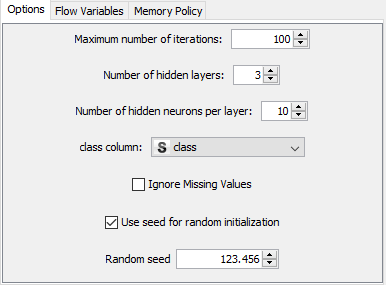 Options Flow Variables Memory Policy
Maximum number of iterations: 100
Number of hidden layers: 3
Number of hidden neurons per layer: 10
class column: S class
Ignore Missing Values
Use seed for random initialization
Random seed 123.456